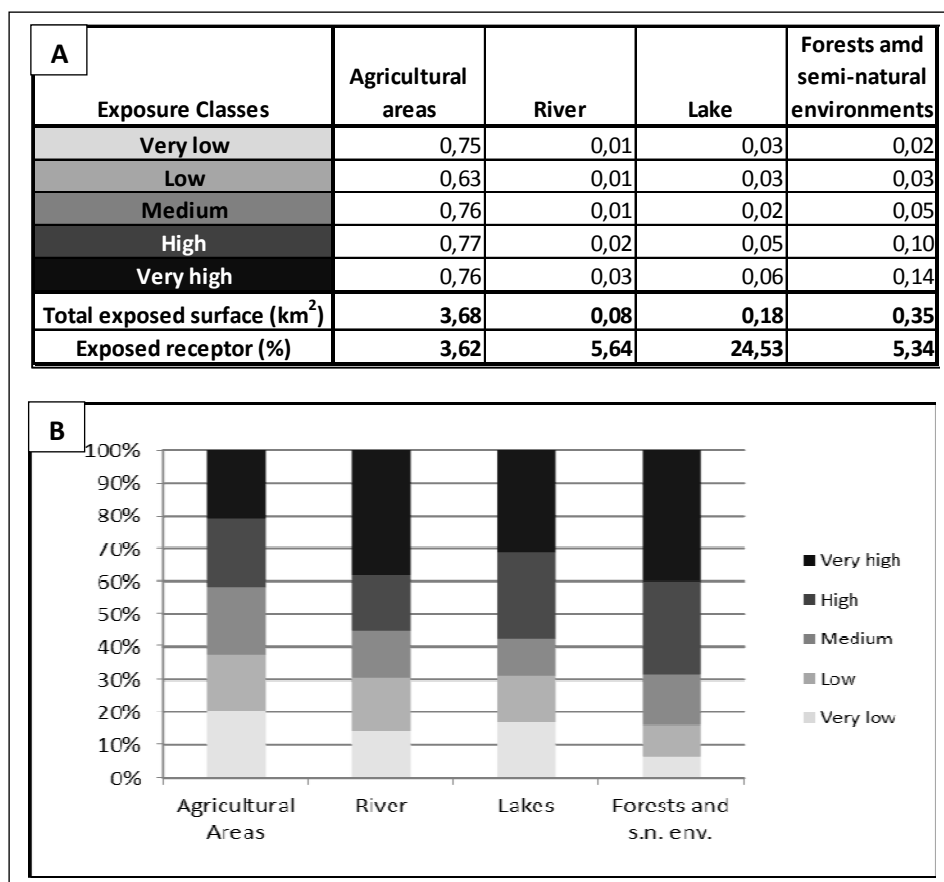 A
Exposure Classes Agricultural areas River Lake Forests amd semi-natural environments
Very low 0,75 0,01 0,03 0,02
Low 0,63 0,01 0,03 0,03
Medium 0,76 0,01 0,02 0,05
High 0,77 0,02 0,05 0,10
Very high 0,76 0,03 0,06 0,14
Total exposed surface (km²) 3,68 0,08 0,18 0,35
Exposed receptor (%) 3,62 5,64 24,53 5,34
B
100%
90%
80%
70%
60%
50%
40%
30%
20%
10%
0%
Agricultural Areas
River
Lakes
Forests and s.n. env.
Very high
High
Medium
Low
Very low